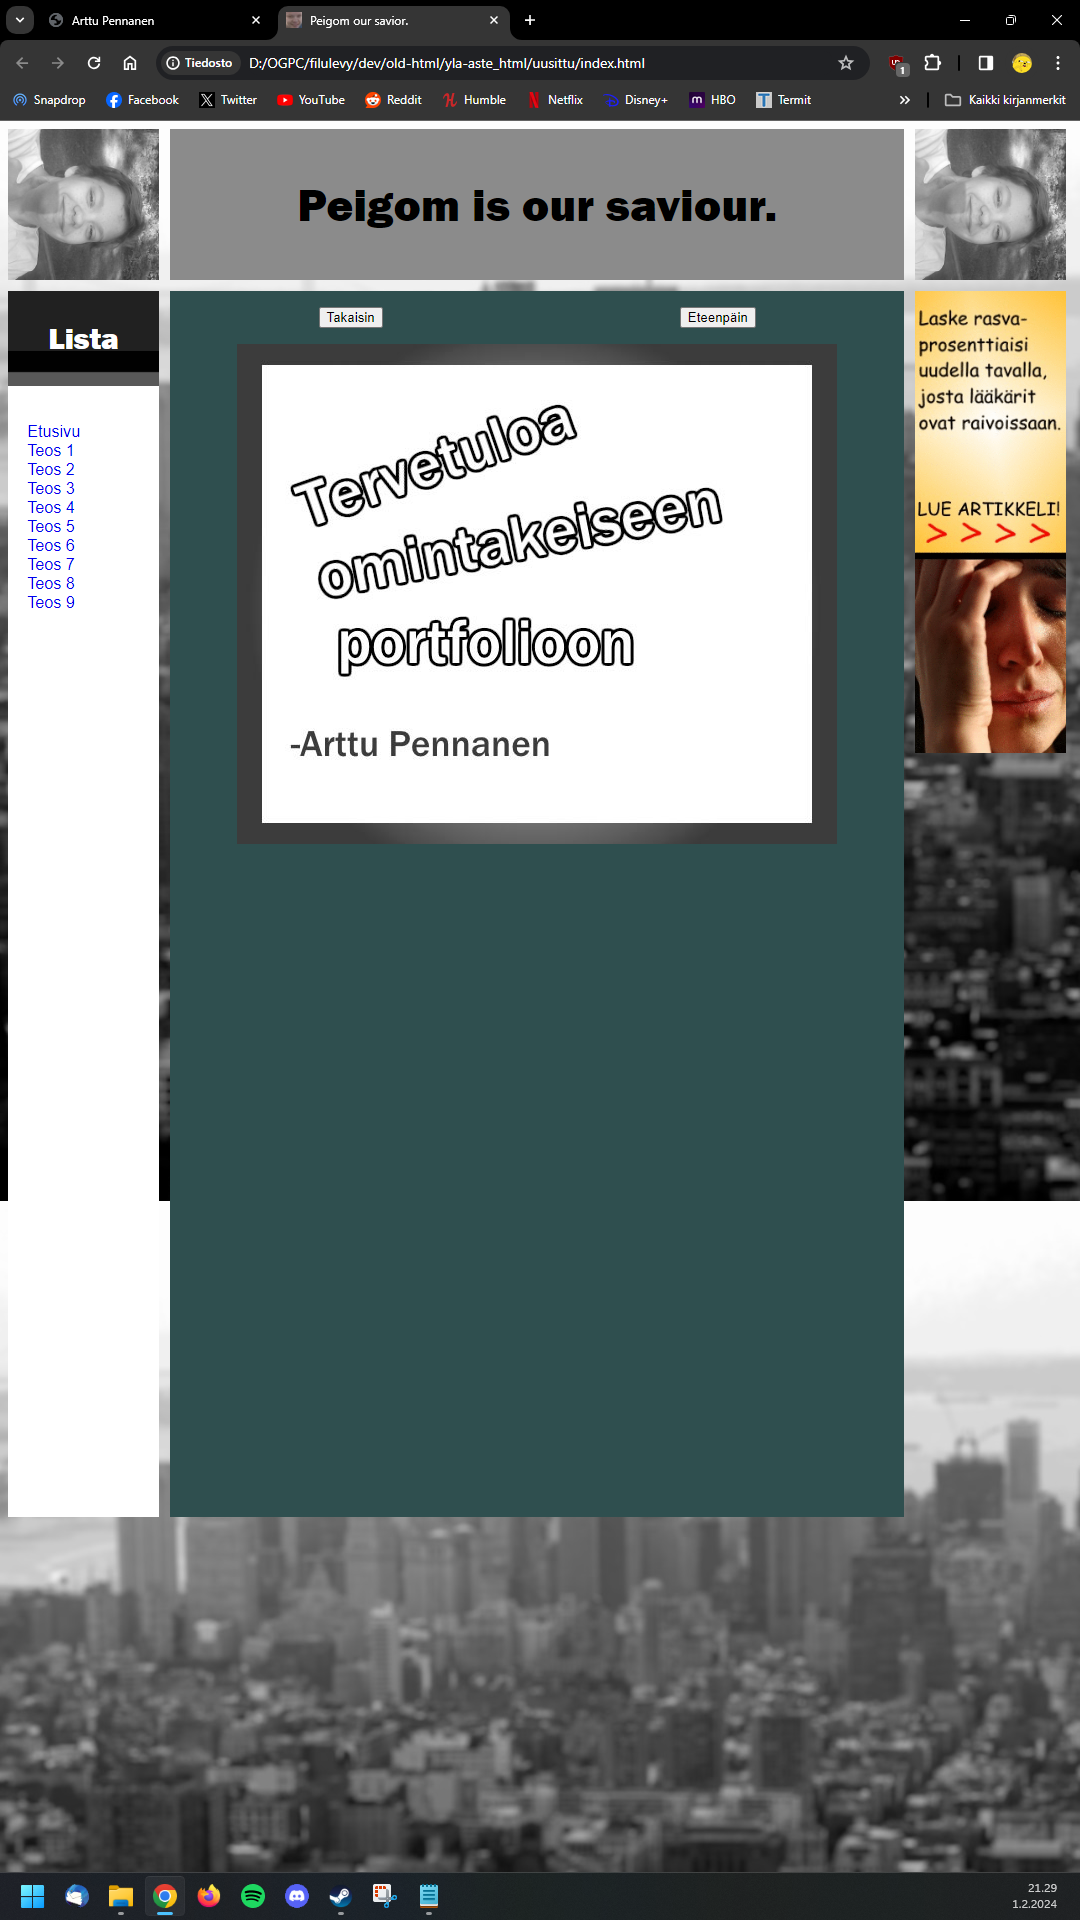 Arttu Pennanen
Peigom our savior.
Tiedosto
D:/OGPC/filulevy/dev/old-html/yla-aste_html/uusittu/index.html
1
Snapdrop
Facebook
Twitter
YouTube
Reddit
Humble
Netflix
Disney+
HBO
Termit
Kaikki kirjanmerkit
Peigom is our saviour.
Lista
Etusivu
Teos 1
Teos 2
Teos 3
Teos 4
Teos 5
Teos 6
Teos 7
Teos 8
Teos 9
Takaisin
Eteenpäin
Tervetuloa
omintakeiseen
portfolioon
-Arttu Pennanen
Laske rasva-
prosenttiaisi
uudella tavalla,
josta lääkärit
ovat raivoissaan.
LUE ARTIKKELI!
> > > >
21.29
1.2.2024